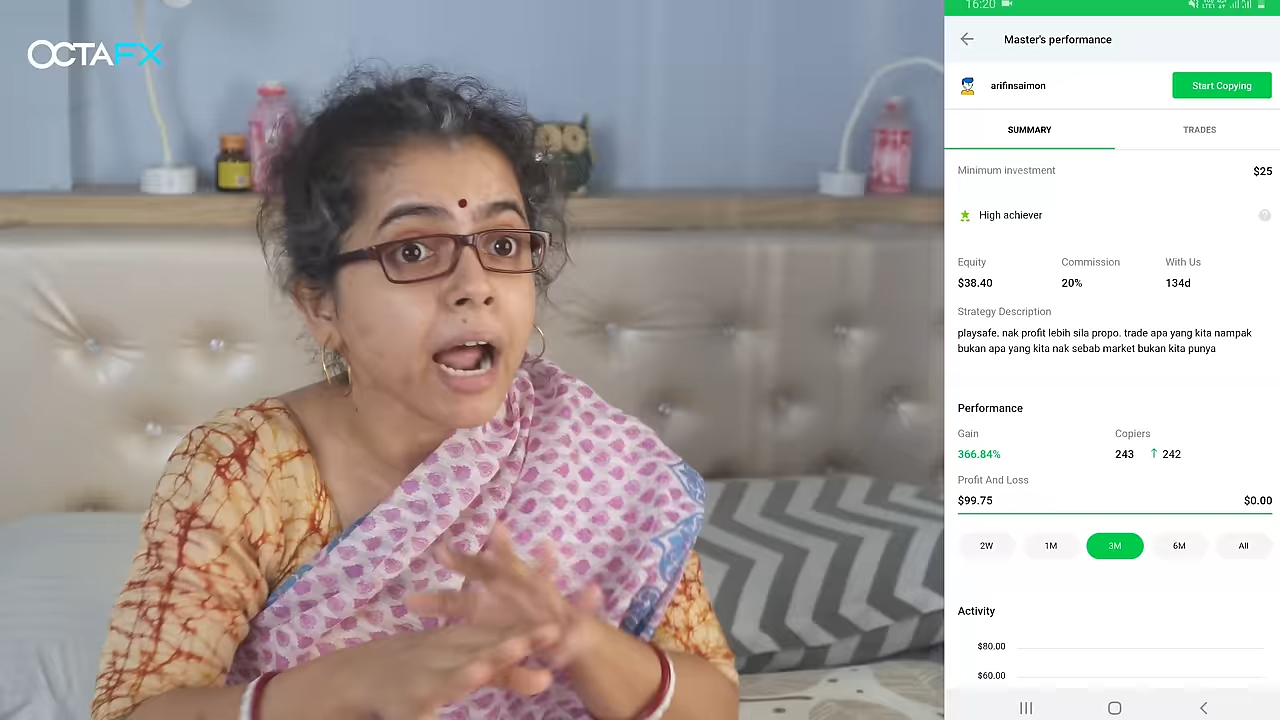 OCTAFX
16:20
Master's performance
arifinsaimon
Start Copying
SUMMARY
TRADES
Minimum investment
$25
High achiever
Equity
Commission
With Us
$38.40
20%
134d
Strategy Description
playsafe. nak profit lebih sila propo. trade apa yang kita nampak
bukan apa yang kita nak sebab market bukan kita punya
Performance
Gain
Copiers
366.84%
243 ↑ 242
Profit And Loss
$99.75
$0.00
2W
1M
3M
6M
All
Activity
$80.00
$60.00